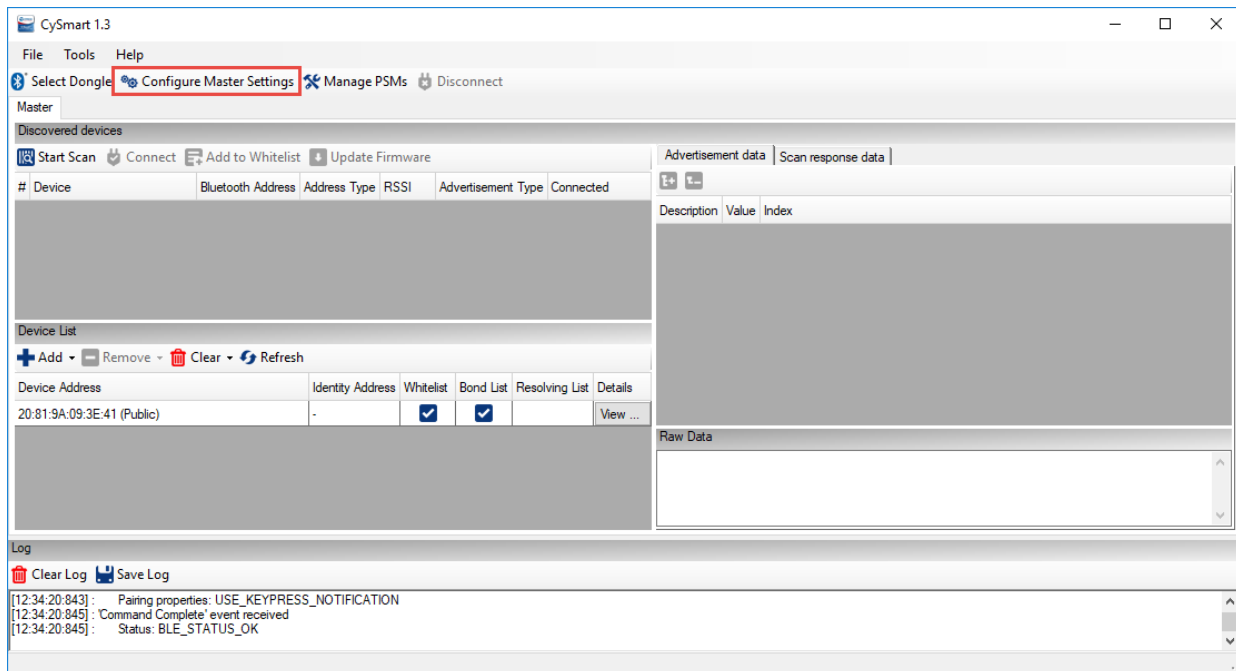 CySmart 1.3
File Tools Help
Select Dongle Configure Master Settings Manage PSMs Disconnect
Master
Discovered devices
Start Scan Connect Add to Whitelist Update Firmware
# Device Bluetooth Address Address Type RSSI Advertisement Type Connected
Advertisement data Scan response data
Description Value Index
Device List
Add Remove Clear Refresh
Device Address Identity Address Whitelist Bond List Resolving List Details
20:81:9A:09:3E:41 (Public) - View ...
Raw Data
Log
Clear Log Save Log
[12:34:20:843] : Pairing properties: USE_KEYPRESS_NOTIFICATION
[12:34:20:845] : 'Command Complete' event received
[12:34:20:845] : Status: BLE_STATUS_OK